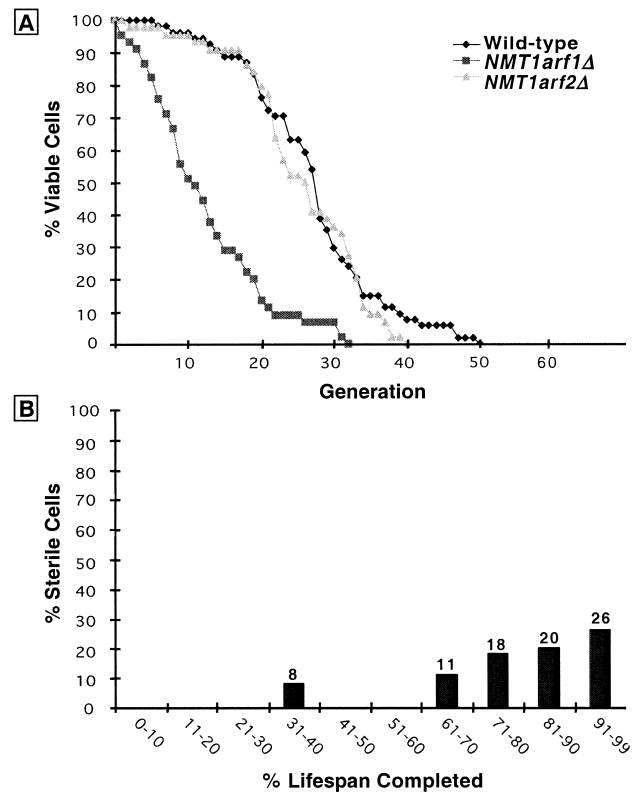 A
Wild-type
NMT1arf1Δ
NMT1arf2Δ
% Viable Cells
100
90
80
70
60
50
40
30
20
10
0
10 20 30 40 50 60
Generation
B
% Sterile Cells
100
90
80
70
60
50
40
30
20
10
0
8 11 18 20 26
0-10 11-20 21-30 31-40 41-50 51-60 61-70 71-80 81-90 91-99
% Lifespan Completed